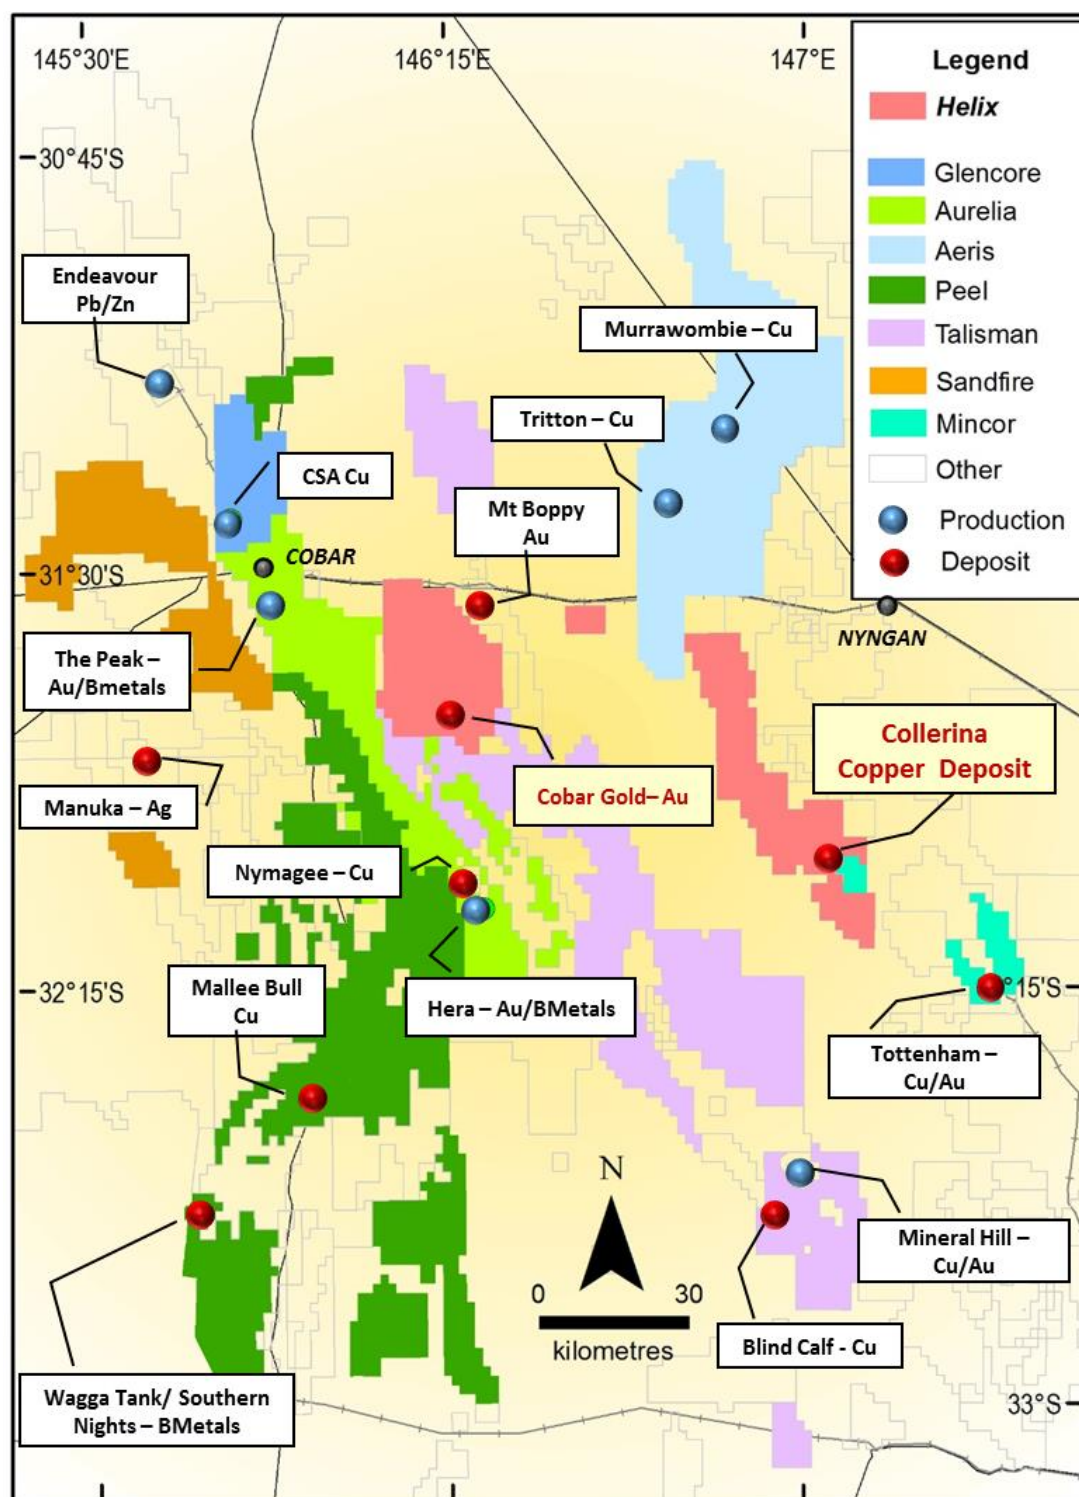 145°30'E
146°15'E
147°E
Legend
Helix
Glencore
Aurelia
Aeris
Peel
Talisman
Sandfire
Mincor
Other
Production
Deposit
30°45'S
Endeavour
Pb/Zn
Murrawombie – Cu
Tritton – Cu
CSA Cu
Mt Boppy
Au
COBAR
31°30'S
NYNGAN
The Peak –
Au/Bmetals
Collerina
Copper Deposit
Manuka – Ag
Cobar Gold– Au
Nymagee – Cu
32°15'S
Mallee Bull
Cu
Hera – Au/BMetals
°15'S
Tottenham –
Cu/Au
N
Mineral Hill –
Cu/Au
0 30
kilometres
Blind Calf - Cu
Wagga Tank/ Southern
Nights – BMetals
33°S